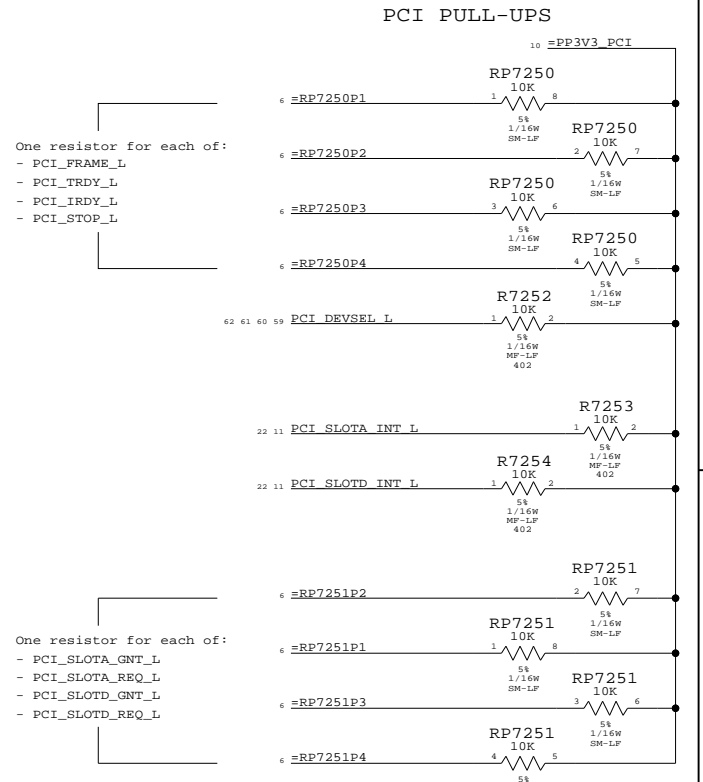 PCI PULL-UPS
10 =PP3V3_PCI
RP7250
10K
6 =RP7250P1 1 8
5%
1/16W
SM-LF
RP7250
10K
6 =RP7250P2 2 7
5%
1/16W
SM-LF
One resistor for each of:
- PCI_FRAME_L
- PCI_TRDY_L
- PCI_IRDY_L
- PCI_STOP_L
RP7250
10K
6 =RP7250P3 3 6
5%
1/16W
SM-LF
RP7250
10K
6 =RP7250P4 4 5
5%
1/16W
SM-LF
R7252
10K
62 61 60 59 PCI_DEVSEL_L 1 2
5%
1/16W
MF-LF
402
R7253
10K
22 11 PCI_SLOTA_INT_L 1 2
5%
1/16W
MF-LF
402
R7254
10K
22 11 PCI_SLOTD_INT_L 1 2
5%
1/16W
MF-LF
402
RP7251
10K
6 =RP7251P2 2 7
5%
1/16W
SM-LF
One resistor for each of:
- PCI_SLOTA_GNT_L
- PCI_SLOTA_REQ_L
- PCI_SLOTD_GNT_L
- PCI_SLOTD_REQ_L
RP7251
10K
6 =RP7251P1 1 8
5%
1/16W
SM-LF
RP7251
10K
6 =RP7251P3 3 6
5%
1/16W
SM-LF
RP7251
10K
6 =RP7251P4 4 5
5%